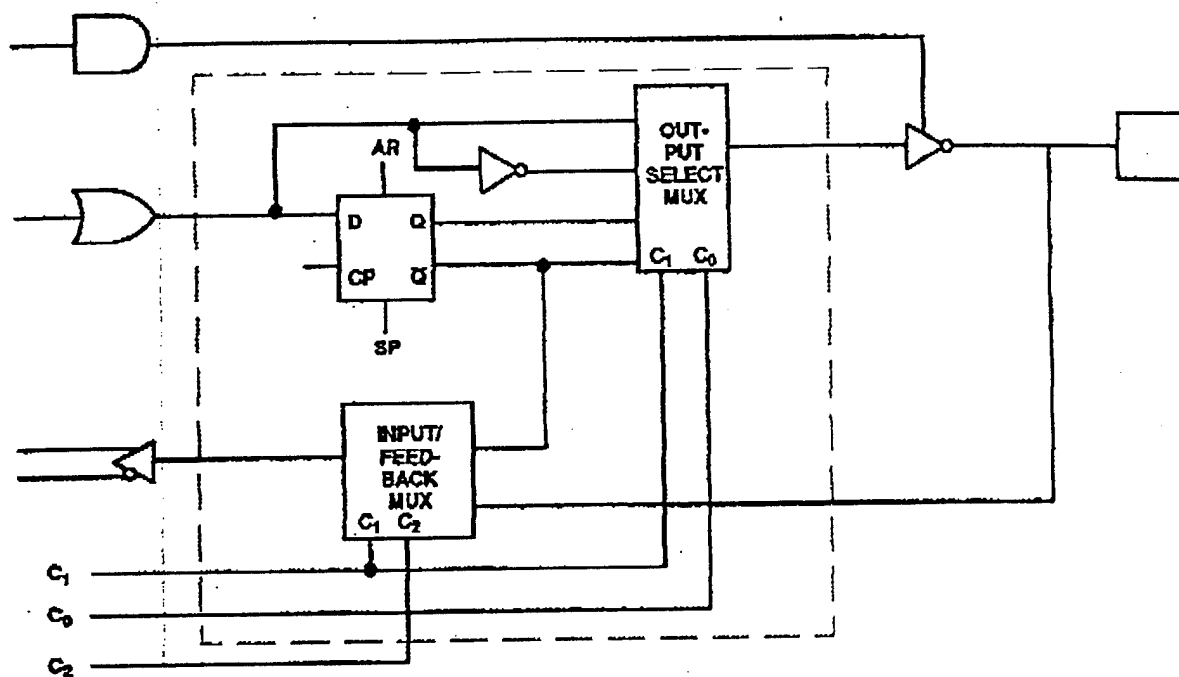 AR
OUT-
PUT
SELECT
MUX
D Q
CP Q̅
C₁ C₀
SP
INPUT/
FEED-
BACK
MUX
C₁ C₂
C₁
C₀
C₂